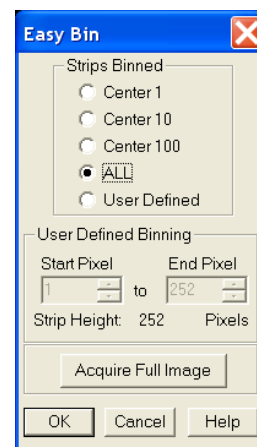 Easy Bin
Strips Binned
Center 1
Center 10
Center 100
ALL
User Defined
User Defined Binning
Start Pixel End Pixel
1 to 252
Strip Height: 252 Pixels
Acquire Full Image
OK Cancel Help